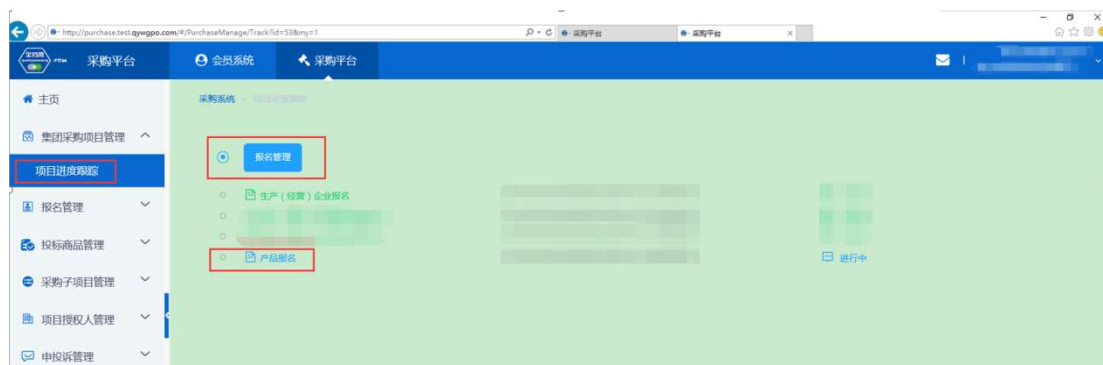 http://purchase.test.qywgpo.com/#/PurchaseManage/Track?id=53&my=1
采购平台
采购平台
采购平台
会员系统
采购平台
主页
采购系统
集团采购项目管理
项目进度跟踪
报名管理
生产(经营)企业报名
报名管理
投标商品管理
产品报名
进行中
采购子项目管理
项目授权人管理
申投诉管理